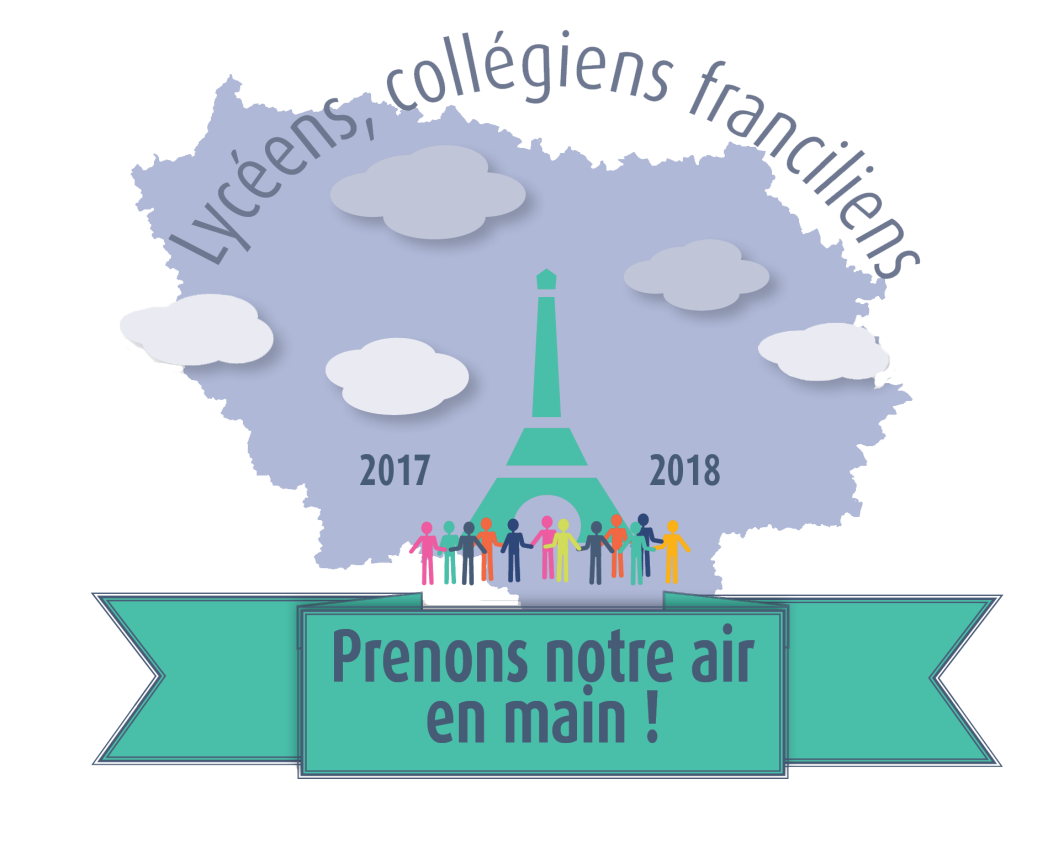 Lycéens, collégiens franciliens
2017
2018
Prenons notre air
en main !